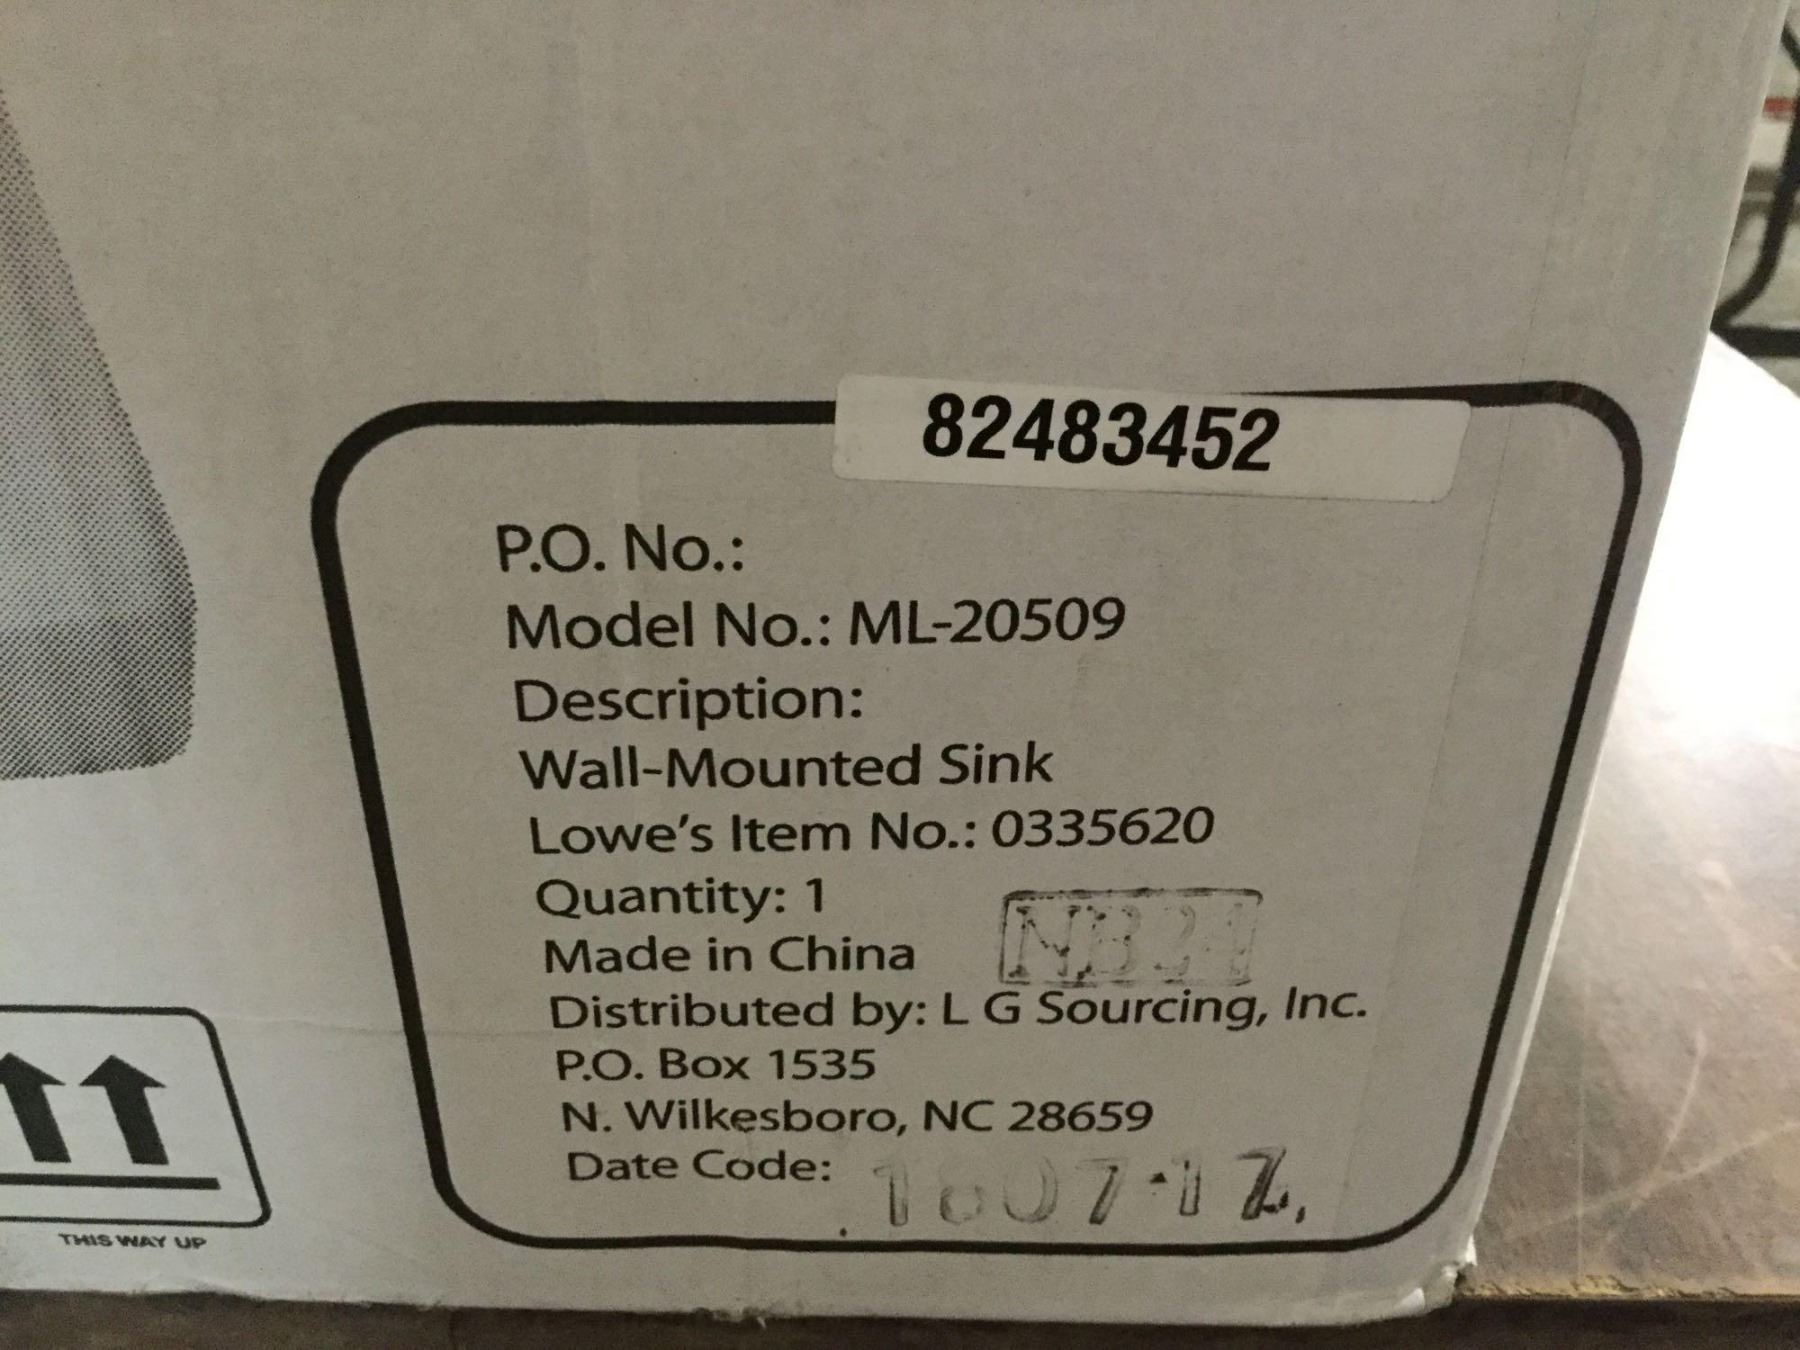 82483452
P.O. No.:
Model No.: ML-20509
Description:
Wall-Mounted Sink
Lowe's Item No.: 0335620
Quantity: 1
Made in China
Distributed by: L G Sourcing, Inc.
P.O. Box 1535
N. Wilkesboro, NC 28659
Date Code:
THIS WAY UP